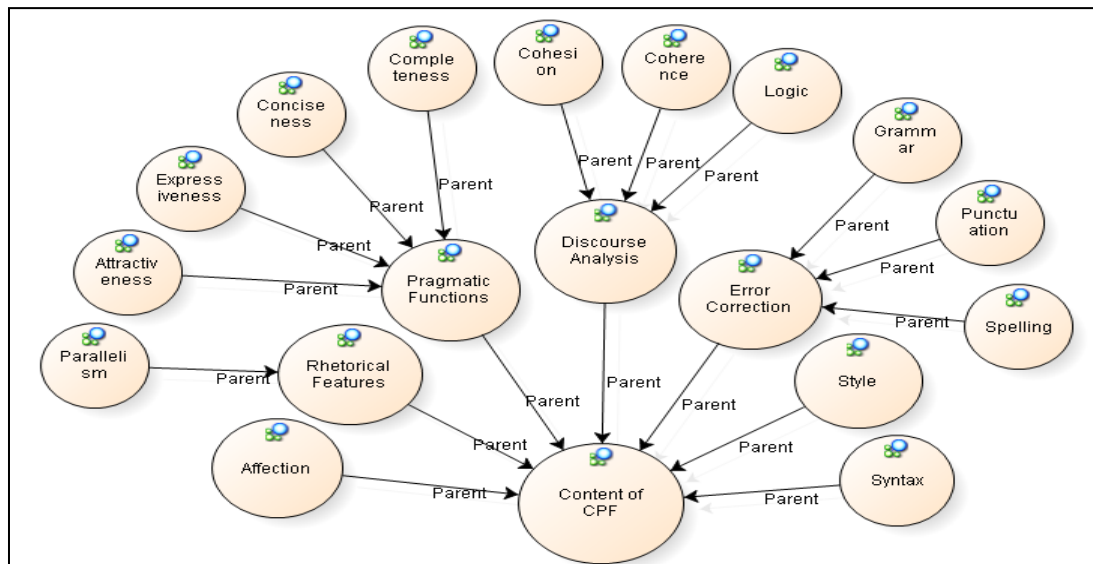 Comple
teness
Cohesi
on
Cohere
nce
Logic
Concise
ness
Gramm
ar
Express
iveness
Punctu
ation
Attractiv
eness
Parent
Parent
Parent
Parent
Parent
Parent
Parent
Parent
Parent
Parent
Pragmatic
Functions
Discourse
Analysis
Error
Correction
Spelling
Paralleli
sm
Parent
Rhetorical
Features
Style
Parent
Parent
Parent
Parent
Parent
Affection
Parent
Content of
CPF
Parent
Syntax